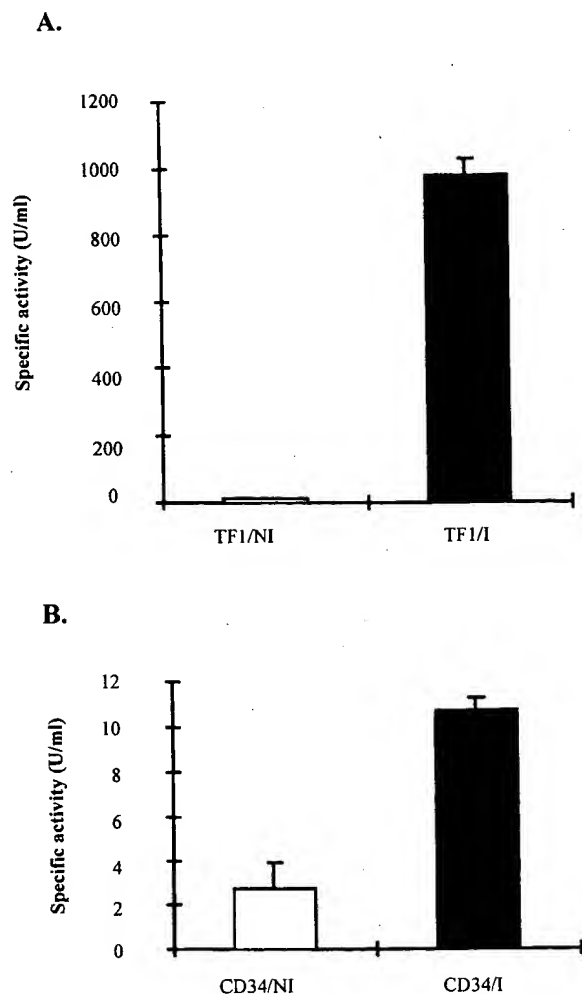 A.
1200
1000
800
600
400
200
0
Specific activity (U/ml)
TF1/NI
TF1/I
B.
12
10
8
6
4
2
0
Specific activity (U/ml)
CD34/NI
CD34/I